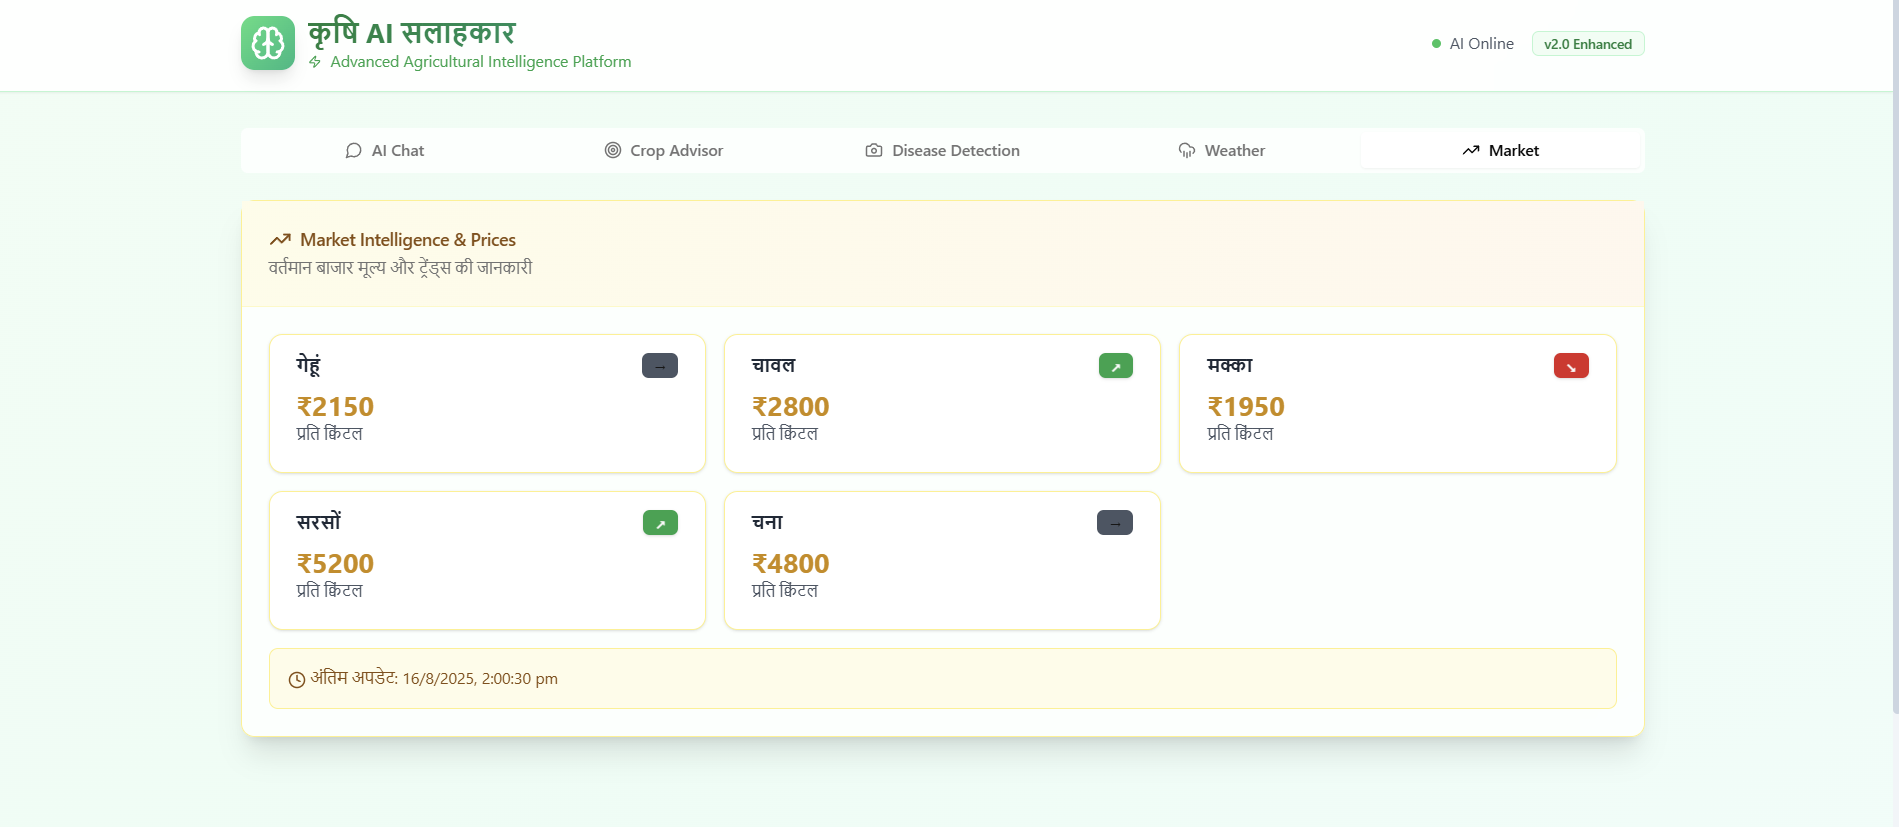 कृषि AI सलाहकार
Advanced Agricultural Intelligence Platform
AI Online
v2.0 Enhanced
AI Chat
Crop Advisor
Disease Detection
Weather
Market
Market Intelligence & Prices
वर्तमान बाजार मूल्य और ट्रेंड्स की जानकारी
गेहूं
→
₹2150
प्रति क्विंटल
चावल
↗
₹2800
प्रति क्विंटल
मक्का
↘
₹1950
प्रति क्विंटल
सरसों
↗
₹5200
प्रति क्विंटल
चना
→
₹4800
प्रति क्विंटल
अंतिम अपडेट: 16/8/2025, 2:00:30 pm